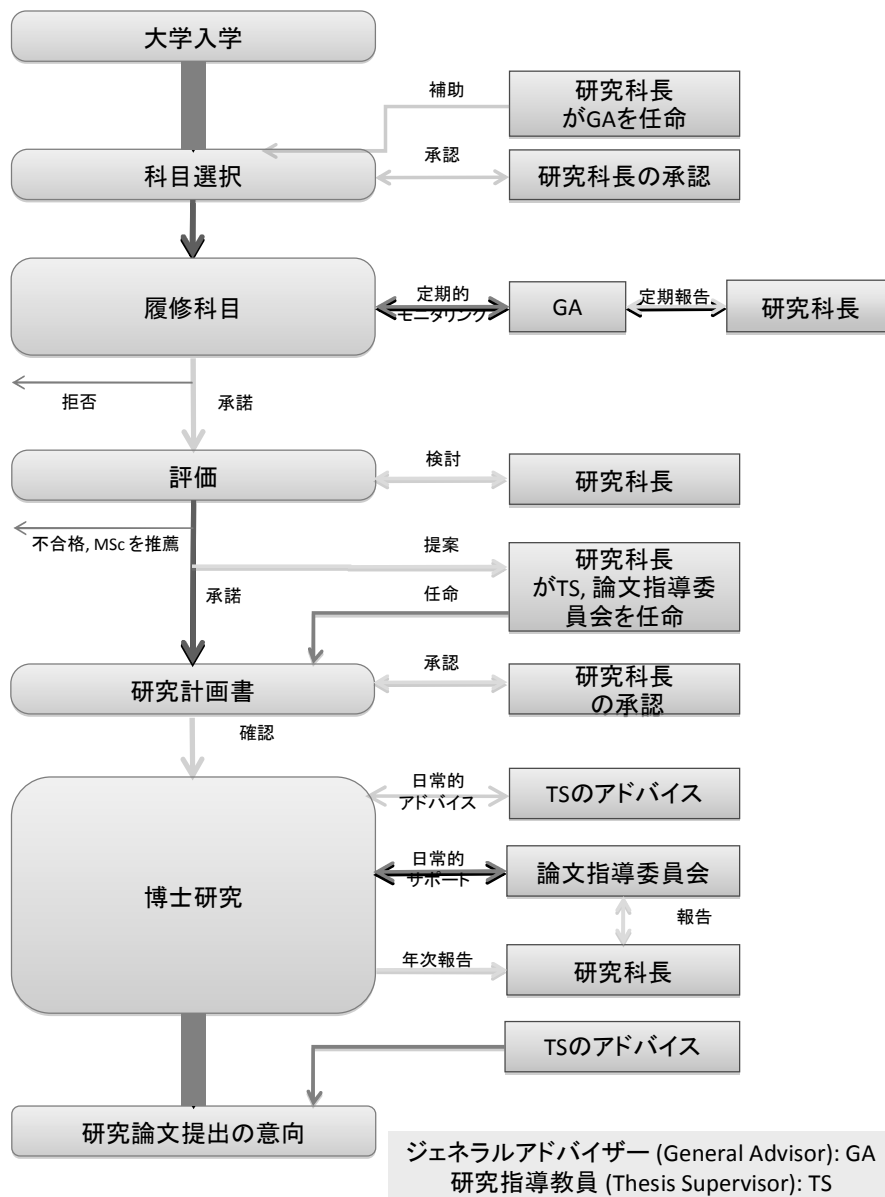 大学入学
補助
研究科長
がGAを任命
科目選択
承認
研究科長の承認
履修科目
定期的
モニタリング
GA
定期報告
研究科長
拒否
承諾
評価
検討
研究科長
不合格, MSc を推薦
承諾
提案
任命
研究科長
がTS, 論文指導委
員会を任命
研究計画書
承認
研究科長
の承認
確認
博士研究
日常的
アドバイス
TSのアドバイス
日常的
サポート
論文指導委員会
報告
年次報告
研究科長
TSのアドバイス
研究論文提出の意向
ジェネラルアドバイザー (General Advisor): GA
研究指導教員 (Thesis Supervisor): TS